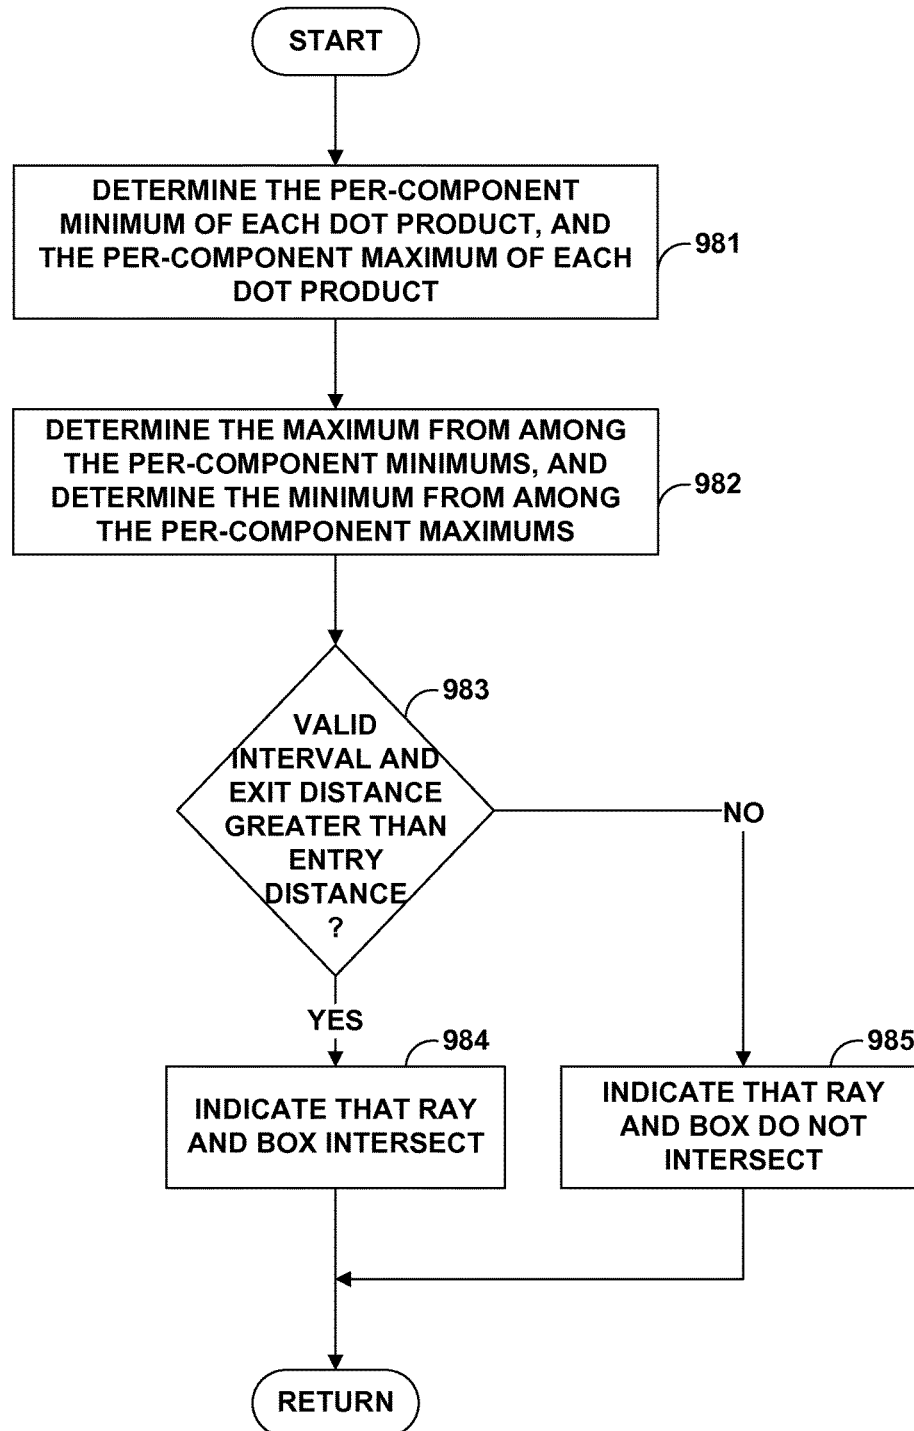 START
DETERMINE THE PER-COMPONENT
MINIMUM OF EACH DOT PRODUCT, AND
THE PER-COMPONENT MAXIMUM OF EACH
DOT PRODUCT
981
DETERMINE THE MAXIMUM FROM AMONG
THE PER-COMPONENT MINIMUMS, AND
DETERMINE THE MINIMUM FROM AMONG
THE PER-COMPONENT MAXIMUMS
982
983
VALID
INTERVAL AND
EXIT DISTANCE
GREATER THAN
ENTRY
DISTANCE
?
NO
YES
984
INDICATE THAT RAY
AND BOX INTERSECT
985
INDICATE THAT RAY
AND BOX DO NOT
INTERSECT
RETURN